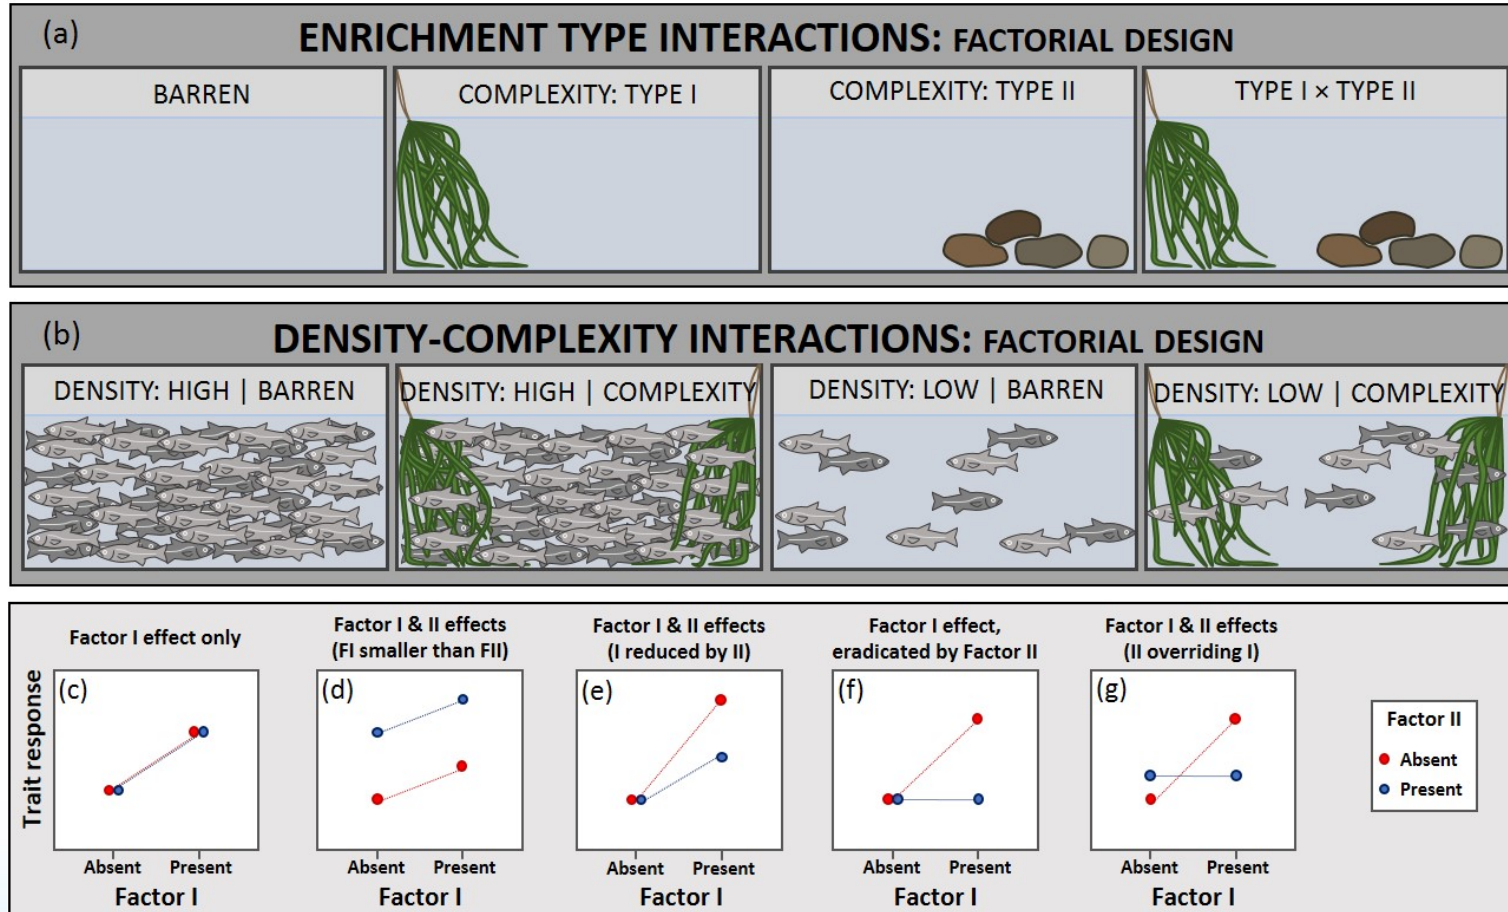 (a)
ENRICHMENT TYPE INTERACTIONS: FACTORIAL DESIGN
BARREN
COMPLEXITY: TYPE I
COMPLEXITY: TYPE II
TYPE I × TYPE II
(b)
DENSITY-COMPLEXITY INTERACTIONS: FACTORIAL DESIGN
DENSITY: HIGH | BARREN
DENSITY: HIGH | COMPLEXITY
DENSITY: LOW | BARREN
DENSITY: LOW | COMPLEXITY
Trait response
Factor I effect only
(c)
Absent Present
Factor I
Factor I & II effects
(FI smaller than FII)
(d)
Absent Present
Factor I
Factor I & II effects
(I reduced by II)
(e)
Absent Present
Factor I
Factor I effect,
eradicated by Factor II
(f)
Absent Present
Factor I
Factor I & II effects
(II overriding I)
(g)
Absent Present
Factor I
Factor II
Absent
Present